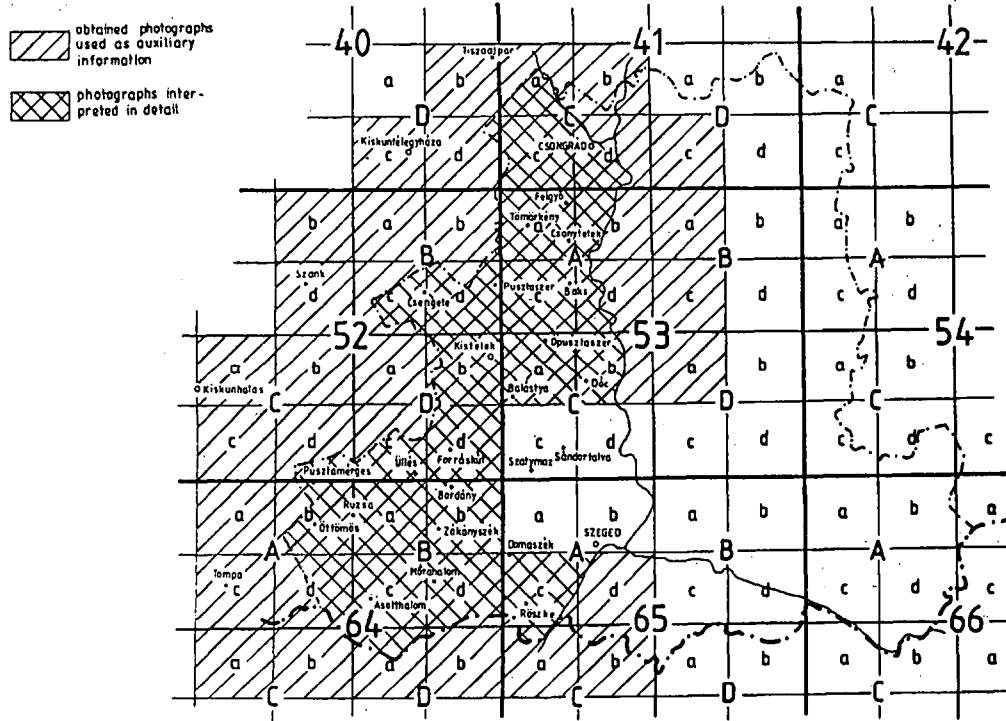 obtained photographs
used as auxiliary
information
photographs inter-
preted in detail
40 41 42
Tiszaalpár
a b a b a b a
D C D C
Kiskunfélegyháza CSONGRÁD
c d c d c d c
Felgyő
b a b Tömörkény a b a b a b
Csanytelek
B A B A
Szank Csengele Pusztaszer Baks
d c d c d c d c d
52 53 54
Kistelek Ópusztaszer
a b a b a b a b a b
Kiskunhalas Balástya Dóc
C D C D C
c d c d c d c d c d c
Pusztamérges Üllés Forráskút Szatymaz Sándorfalva
Bordány
a b Ruzsa a b a b a b a b a
Öttömös Zákányszék Domaszék SZEGED
A B A B A
Tompa Mórahalom
c d c d c d c d c d
Ásotthalom Röszke
64 65 66
a b a b a b a b a b
C D C D C